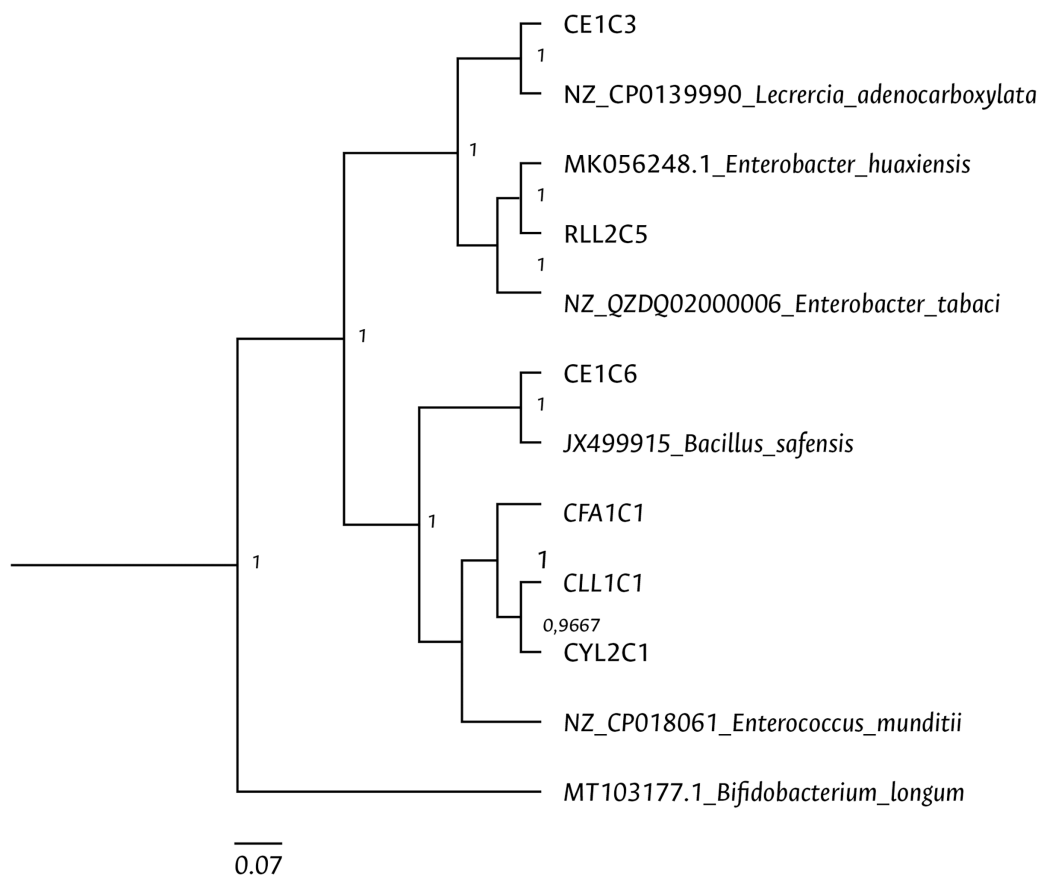 CE1C3
1
NZ_CP0139990_Lecrercia_adenocarboxylata
1
MK056248.1_Enterobacter_huaxiensis
1
RLL2C5
1
NZ_QZDQ02000006_Enterobacter_tabaci
1
CE1C6
1
JX499915_Bacillus_safensis
CFA1C1
1
1
1
CLL1C1
0,9667
CYL2C1
NZ_CP018061_Enterococcus_munditii
MT103177.1_Bifidobacterium_longum
0.07